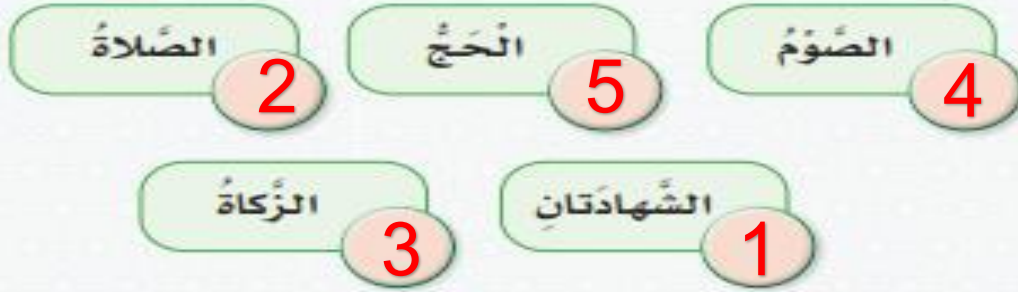 الصَّوْمُ 4 الْحَجُّ 5 الصَّلاةُ 2
الشَّهادَتانِ 1 الزَّكاةُ 3